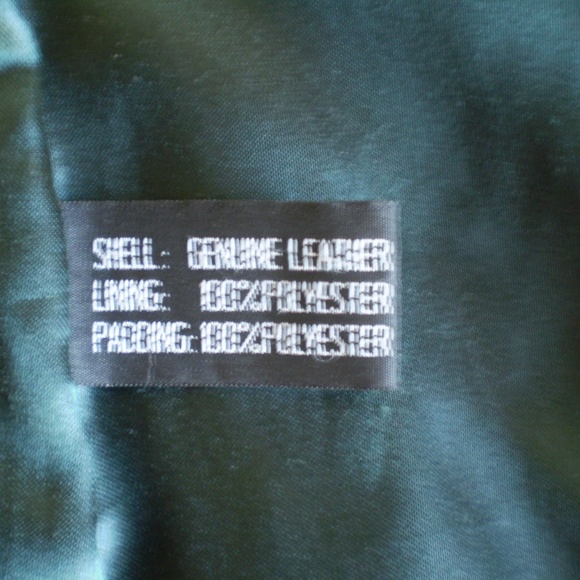 SHELL: GENUINE LEATHER
LINING: 100%POLYESTER
PADDING:100%POLYESTER